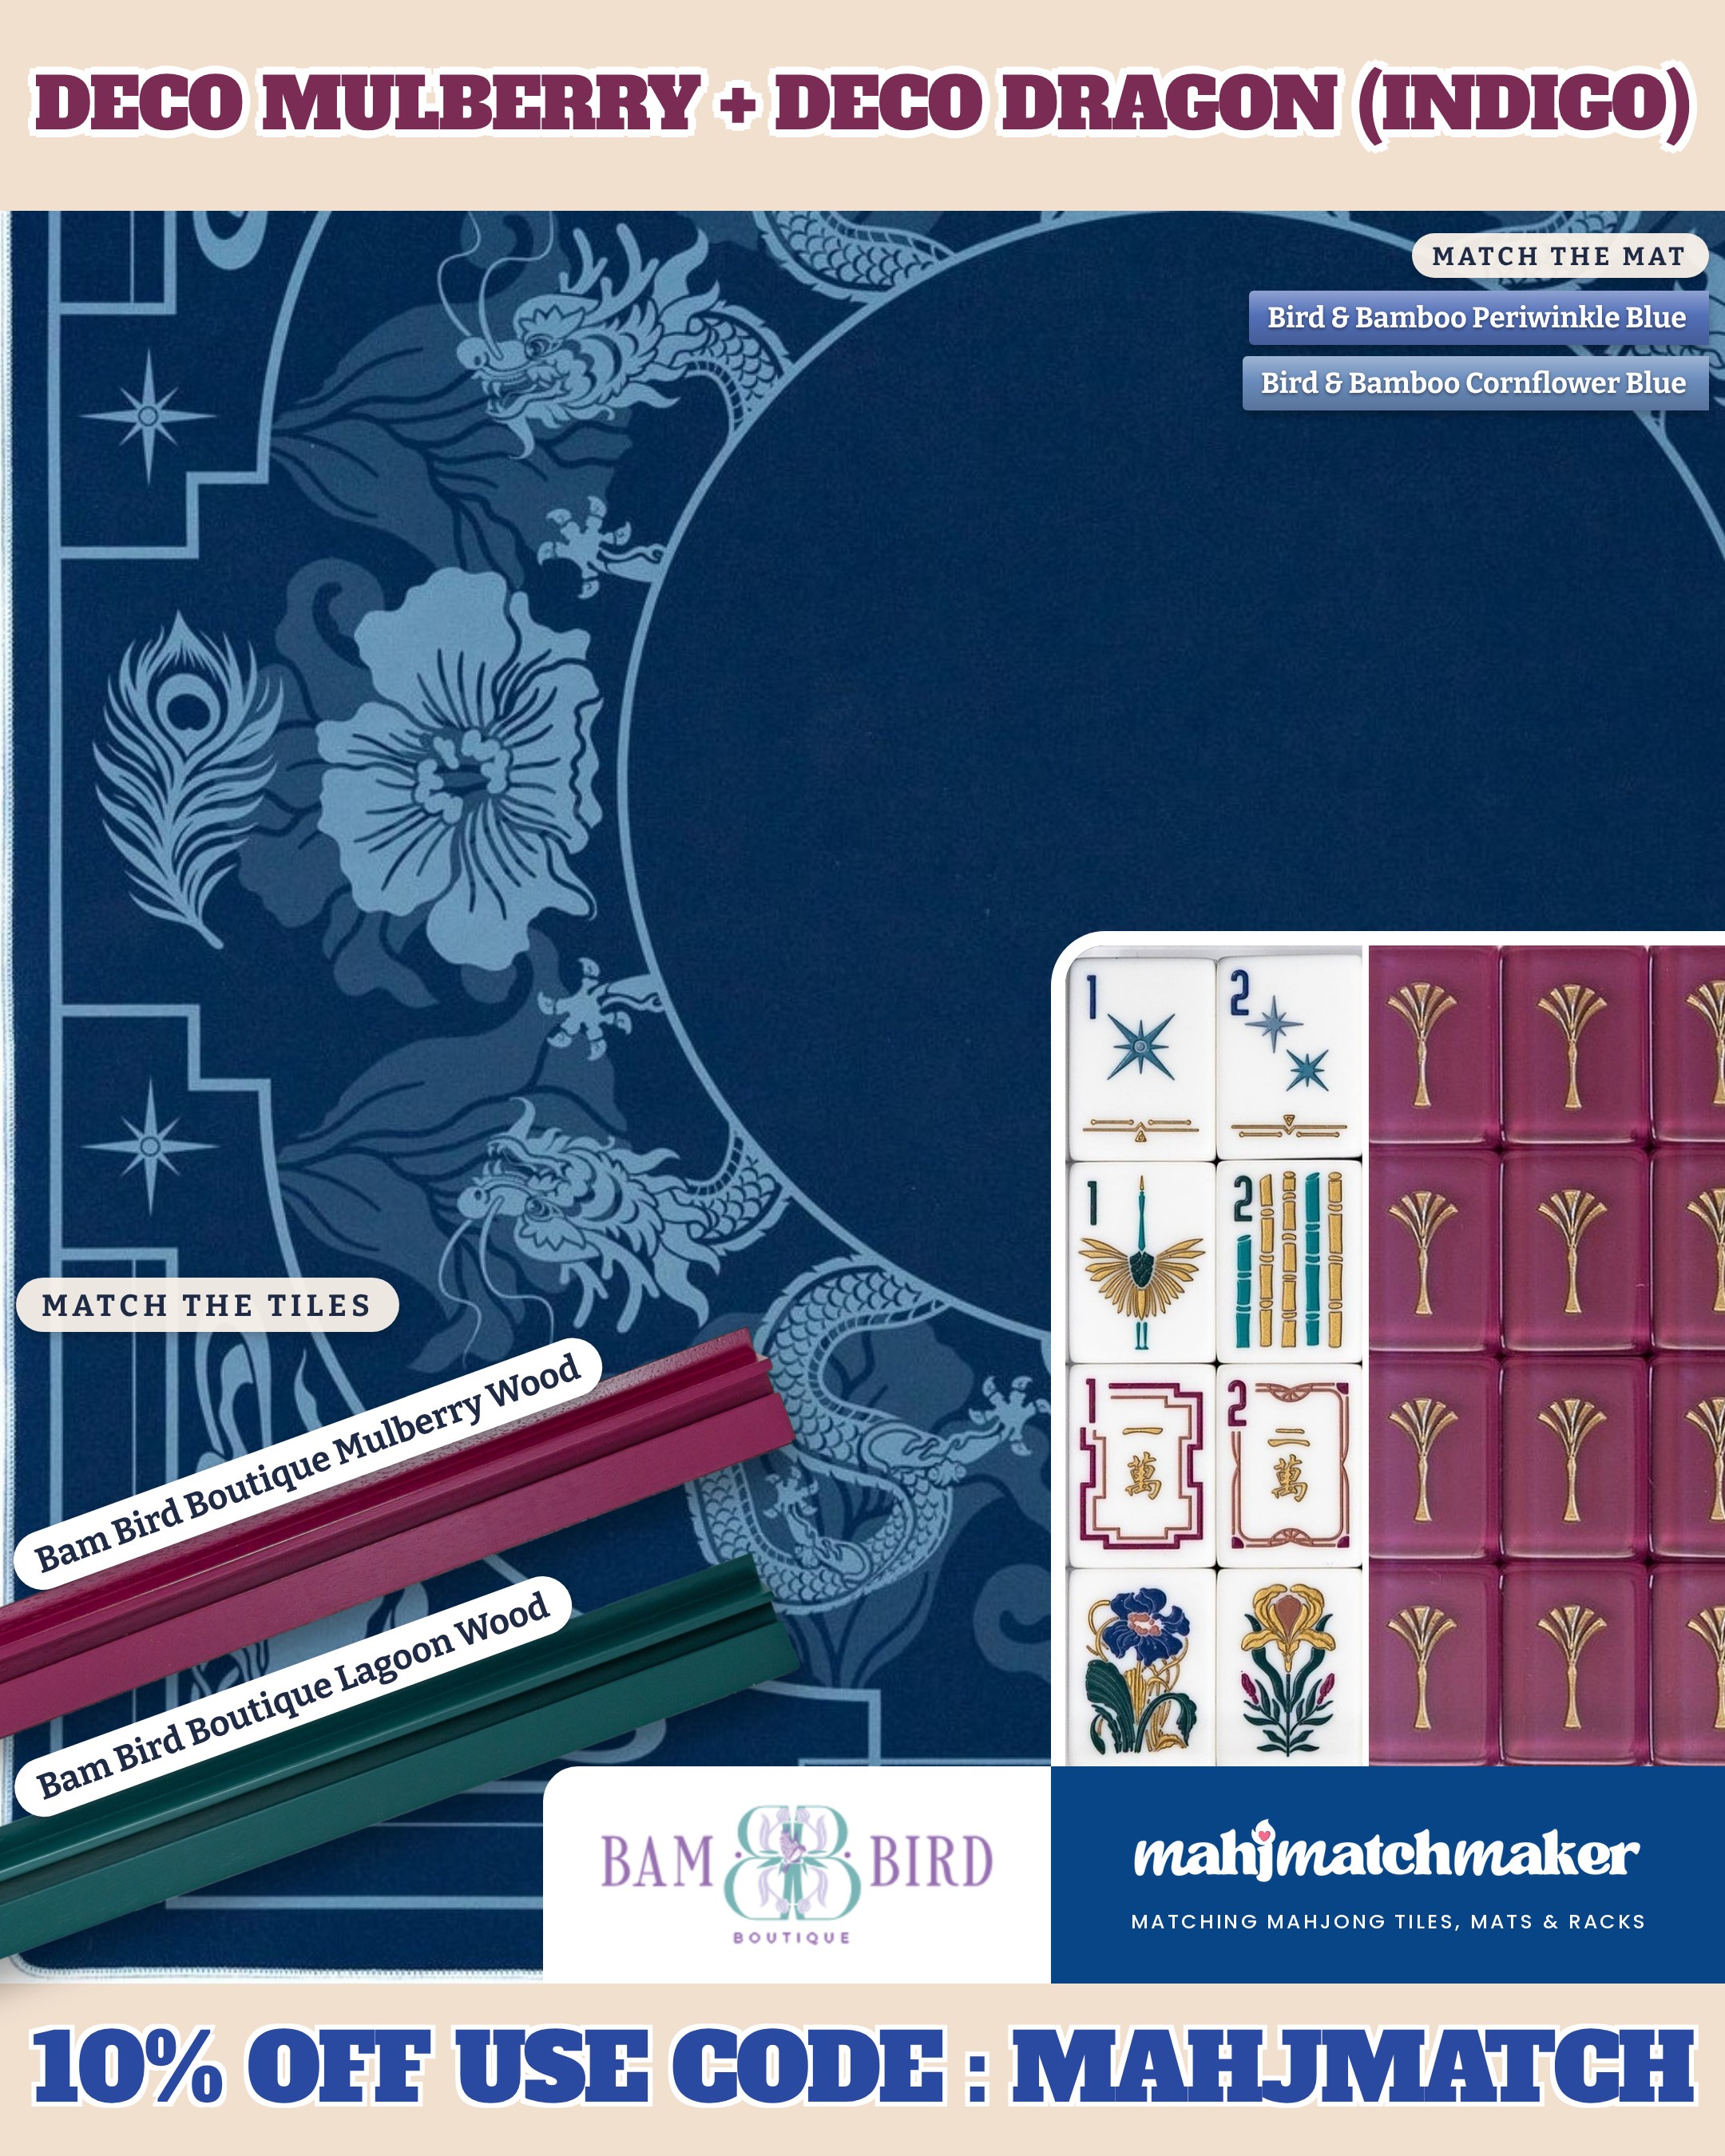 DECO MULBERRY + DECO DRAGON (INDIGO)
MATCH THE MAT
Bird & Bamboo Periwinkle Blue
Bird & Bamboo Cornflower Blue
1
2
1
2
1
2
一
二
萬
萬
MATCH THE TILES
Bam Bird Boutique Mulberry Wood
Bam Bird Boutique Lagoon Wood
BAM BIRD
BOUTIQUE
mahjmatchmaker
MATCHING MAHJONG TILES, MATS & RACKS
10% OFF USE CODE : MAHJMATCH